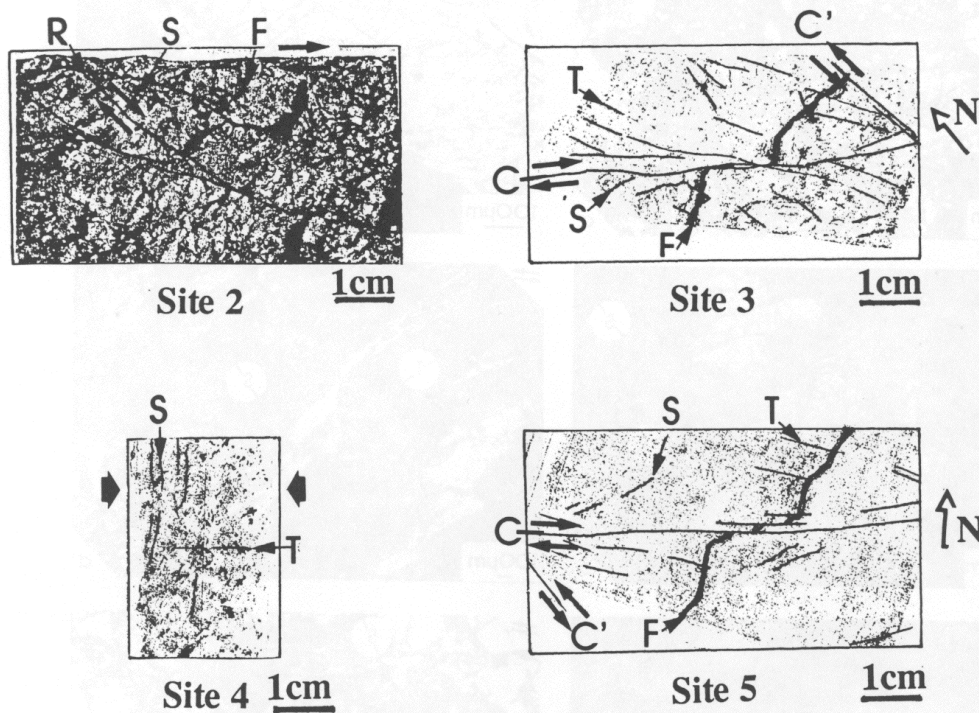 R S F
C'
T
N
C
S
F
Site 2 1cm
Site 3 1cm
S
T
Site 4 1cm
S T
C
N
C' F
Site 5 1cm